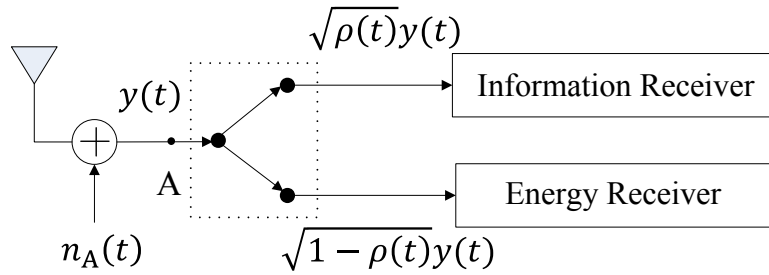 √ρ(t)y(t)
Information Receiver
y(t)
A
Energy Receiver
n_A(t)
√1 − ρ(t)y(t)